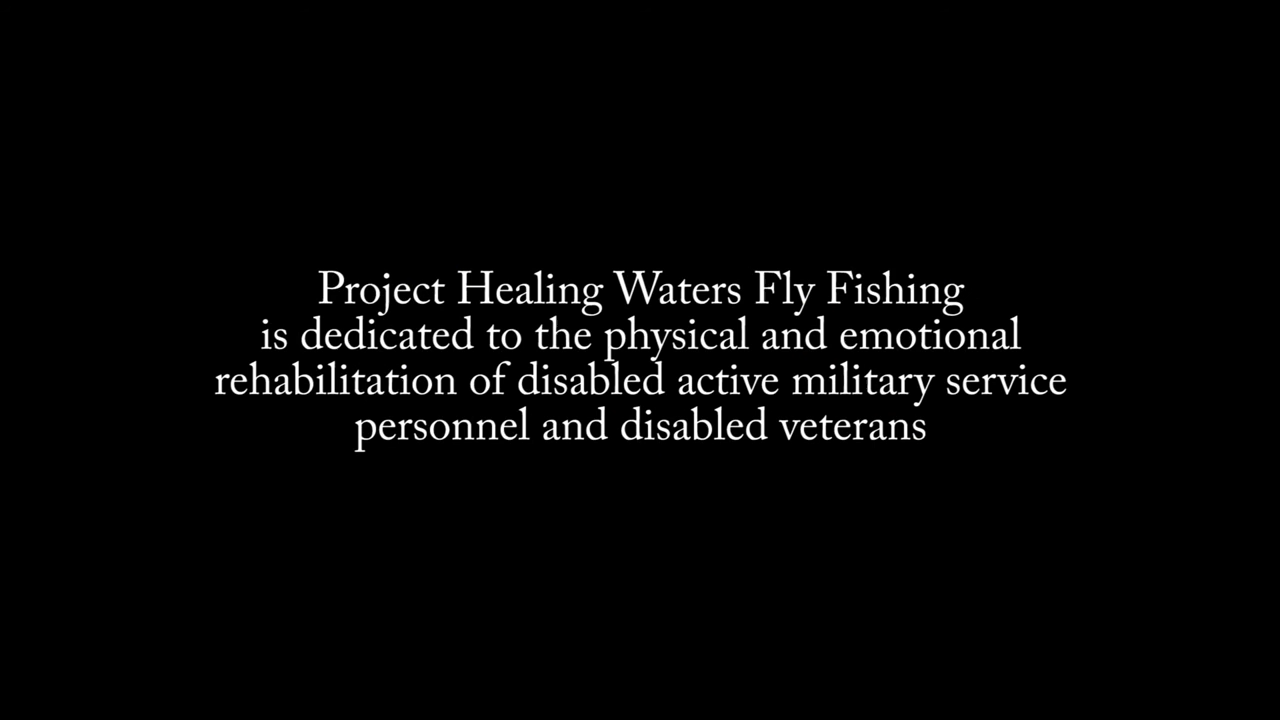 Project Healing Waters Fly Fishing
is dedicated to the physical and emotional
rehabilitation of disabled active military service
personnel and disabled veterans